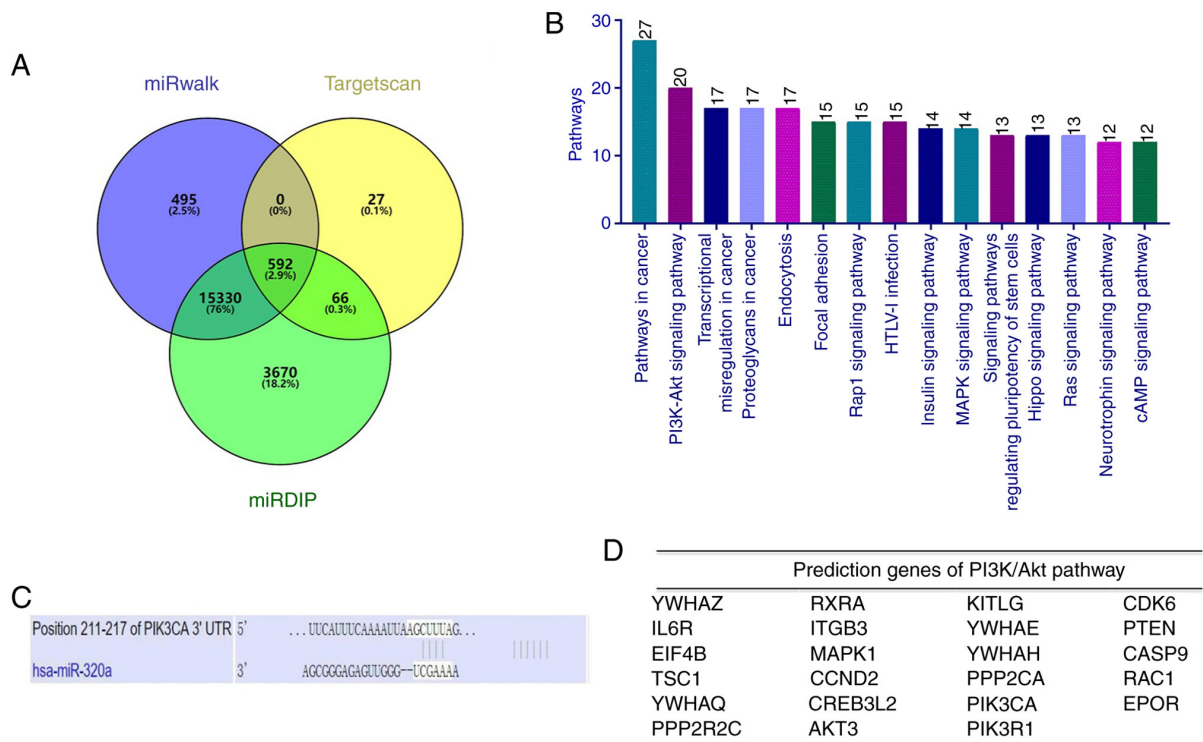 A
miRwalk
Targetscan
495
(2.5%)
0
(0%)
27
(0.1%)
592
(2.9%)
15330
(76%)
66
(0.3%)
3670
(18.2%)
miRDIP
B
Pathways
30
20
10
0
27
20
17
17
17
15
15
15
14
14
13
13
13
12
12
Pathways in cancer
PI3K-Akt signaling pathway
Transcriptional
misregulation in cancer
Proteoglycans in cancer
Endocytosis
Focal adhesion
Rap1 signaling pathway
HTLV-I infection
Insulin signaling pathway
MAPK signaling pathway
Signaling pathways
regulating pluripotency of stem cells
Hippo signaling pathway
Ras signaling pathway
Neurotrophin signaling pathway
cAMP signaling pathway
C
Position 211-217 of PIK3CA 3' UTR 5' ...UUCAUUUCAAAAUUAAGCUUUAG...
hsa-miR-320a 3' AGCGGGAGAGUUGGG--UCGAAAA
D
Prediction genes of PI3K/Akt pathway
YWHAZ RXRA KITLG CDK6
IL6R ITGB3 YWHAE PTEN
EIF4B MAPK1 YWHAH CASP9
TSC1 CCND2 PPP2CA RAC1
YWHAQ CREB3L2 PIK3CA EPOR
PPP2R2C AKT3 PIK3R1